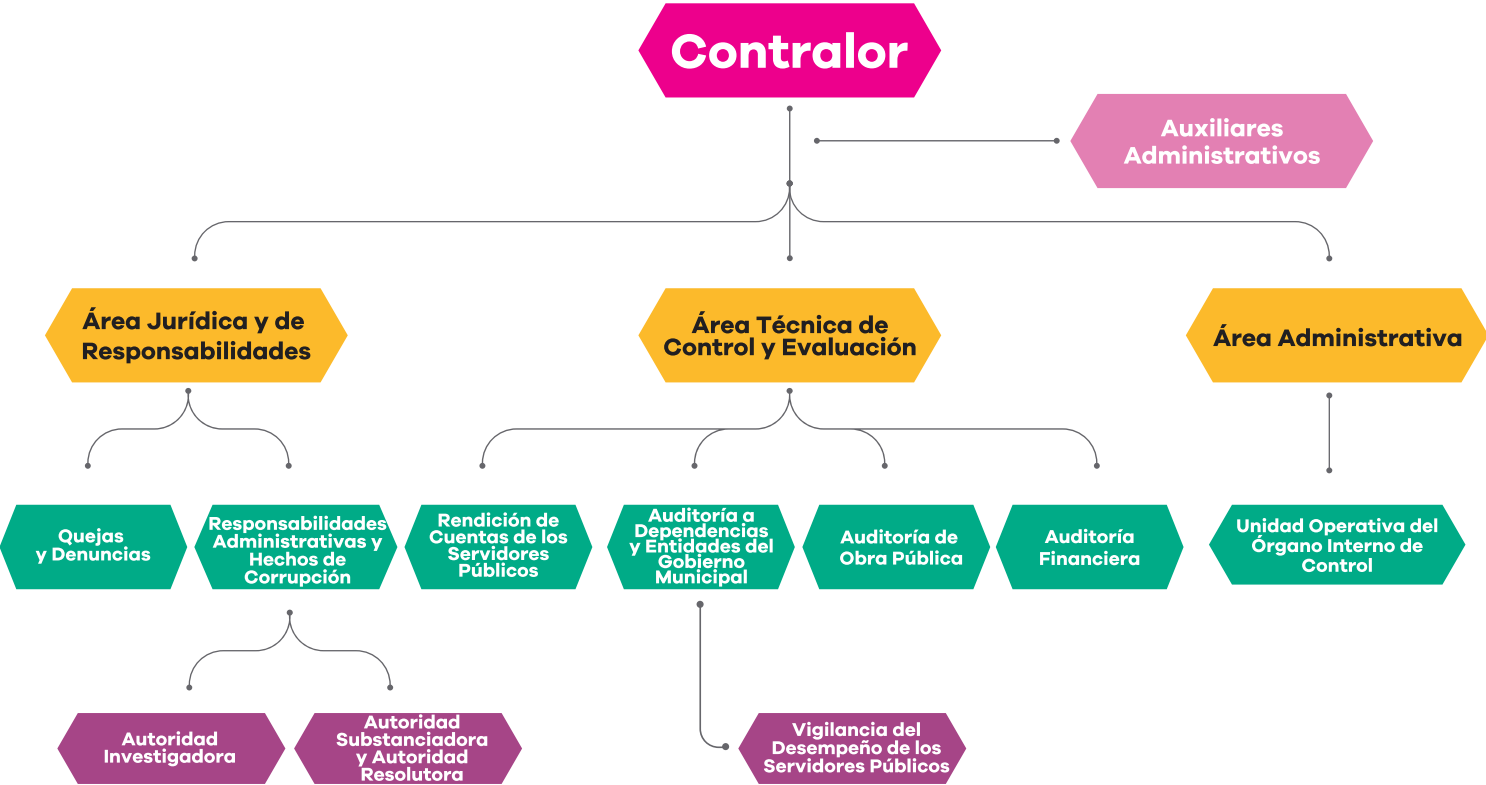 Contralor
Auxiliares
Administrativos
Área Jurídica y de
Responsabilidades
Área Técnica de
Control y Evaluación
Área Administrativa
Quejas
y Denuncias
Responsabilidades
Administrativas y
Hechos de
Corrupción
Rendición de
Cuentas de los
Servidores
Públicos
Auditoría a
Dependencias
y Entidades del
Gobierno
Municipal
Auditoría de
Obra Pública
Auditoría
Financiera
Unidad Operativa del
Órgano Interno de
Control
Autoridad
Investigadora
Autoridad
Substanciadora
y Autoridad
Resolutora
Vigilancia del
Desempeño de los
Servidores Públicos